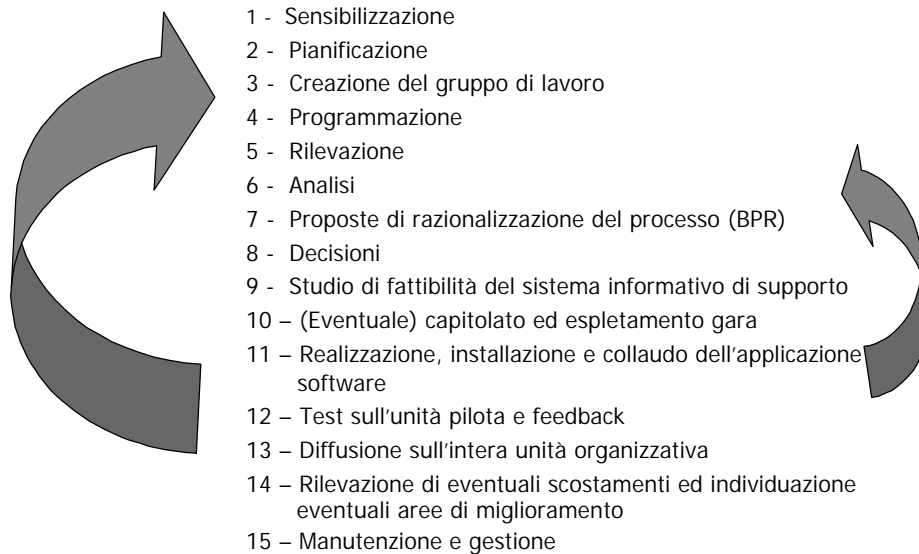 1 - Sensibilizzazione
2 - Pianificazione
3 - Creazione del gruppo di lavoro
4 - Programmazione
5 - Rilevazione
6 - Analisi
7 - Proposte di razionalizzazione del processo (BPR)
8 - Decisioni
9 - Studio di fattibilità del sistema informativo di supporto
10 – (Eventuale) capitolato ed espletamento gara
11 – Realizzazione, installazione e collaudo dell'applicazione
software
12 – Test sull'unità pilota e feedback
13 – Diffusione sull'intera unità organizzativa
14 – Rilevazione di eventuali scostamenti ed individuazione
eventuali aree di miglioramento
15 – Manutenzione e gestione